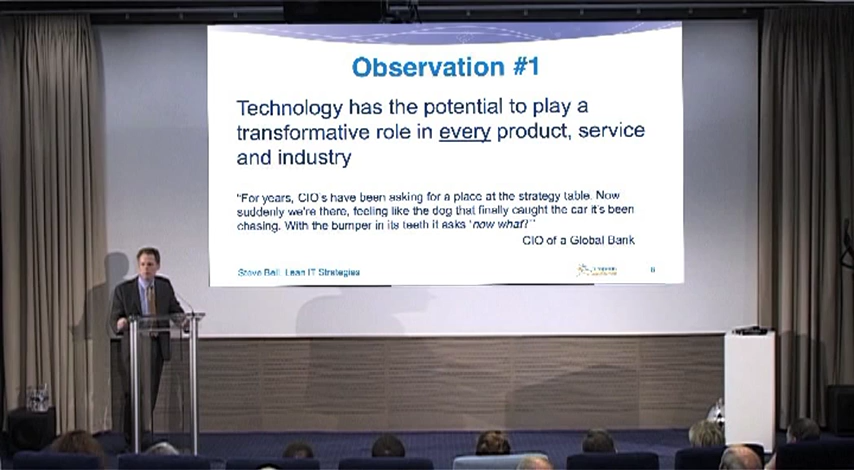 Observation #1
Technology has the potential to play a
transformative role in every product, service
and industry
"For years, CIO's have been asking for a place at the strategy table. Now
suddenly we're there, feeling like the dog that finally caught the car it's been
chasing. With the bumper in its teeth it asks 'now what?'"
CIO of a Global Bank
Steve Bell, Lean IT Strategies